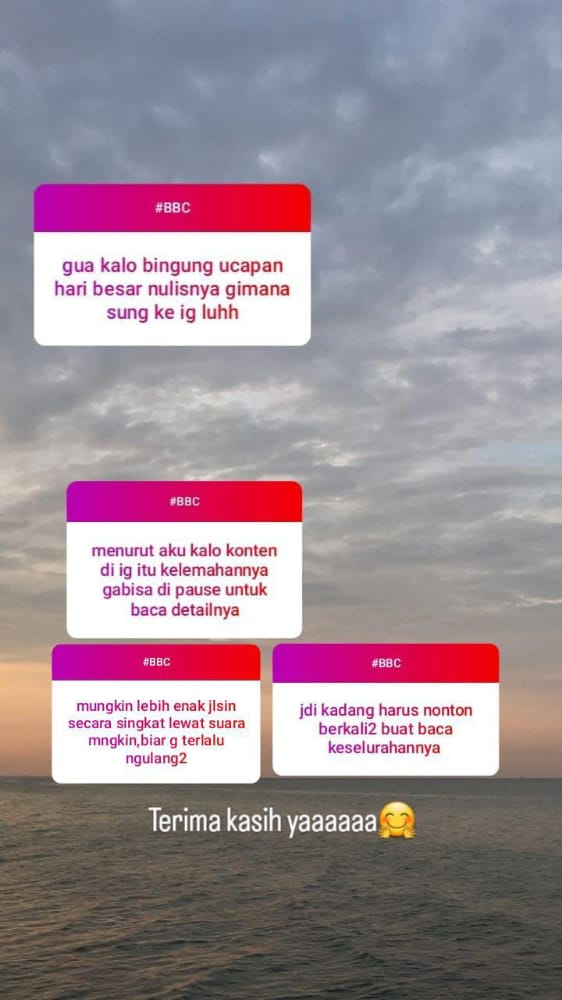 #BBC
gua kalo bingung ucapan
hari besar nulisnya gimana
sung ke ig luhh
#BBC
menurut aku kalo konten
di ig itu kelemahannya
gabisa di pause untuk
baca detailnya
#BBC
mungkin lebih enak jlsin
secara singkat lewat suara
mngkin,biar g terlalu
ngulang2
#BBC
jdi kadang harus nonton
berkali2 buat baca
keselurahannya
Terima kasih yaaaaaa🤗